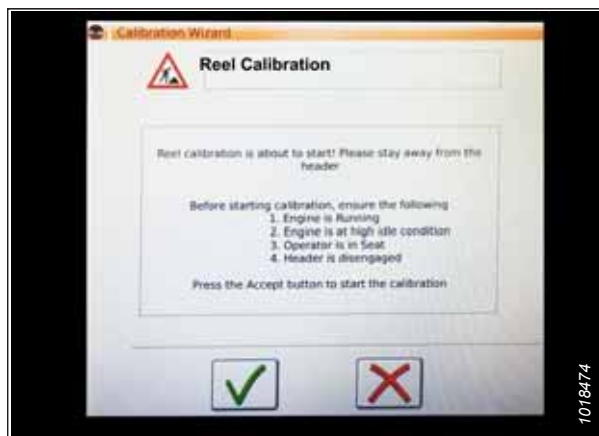 Calibration Wizard
Reel Calibration
Reel calibration is about to start! Please stay away from the
header
Before starting calibration, ensure the following
1. Engine is Running
2. Engine is at high idle condition
3. Operator is in Seat
4. Header is disengaged
Press the Accept button to start the calibration
1018474